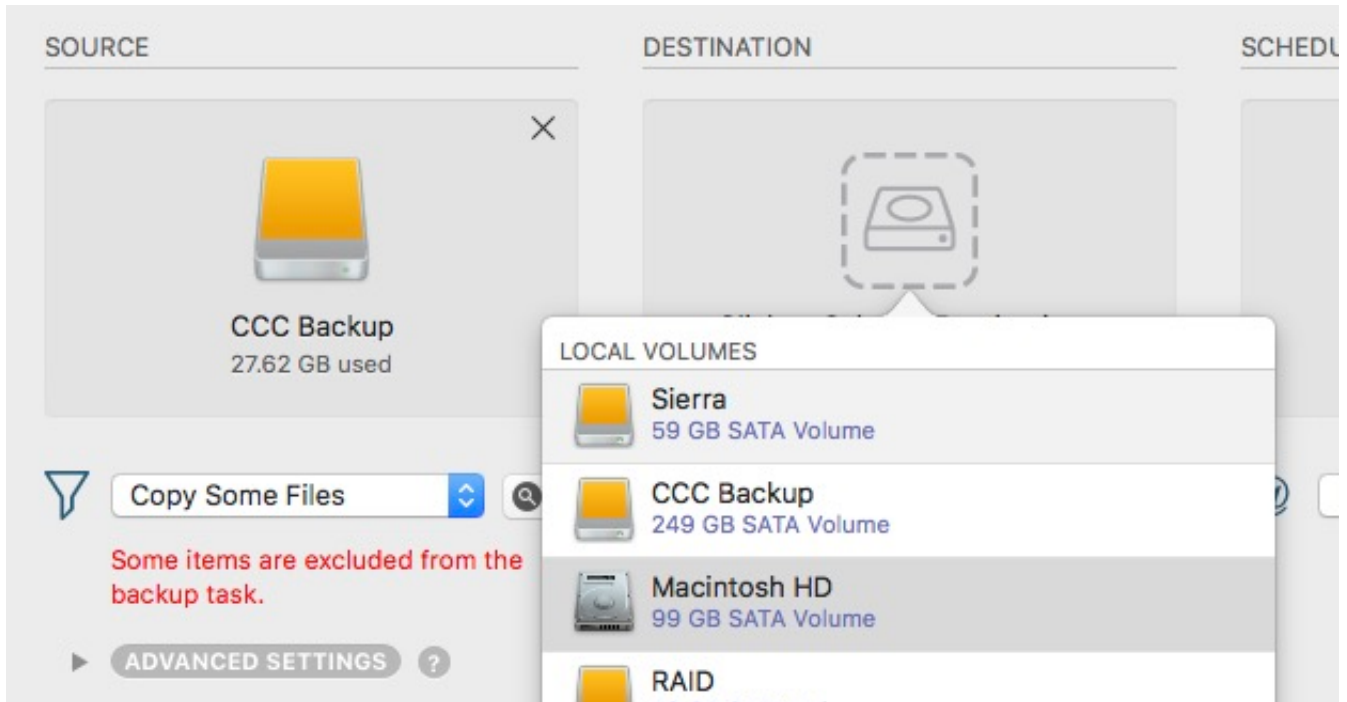 SOURCE
DESTINATION
SCHEDU
CCC Backup
27.62 GB used
LOCAL VOLUMES
Sierra
59 GB SATA Volume
CCC Backup
249 GB SATA Volume
Macintosh HD
99 GB SATA Volume
RAID
Copy Some Files
Some items are excluded from the
backup task.
ADVANCED SETTINGS ?